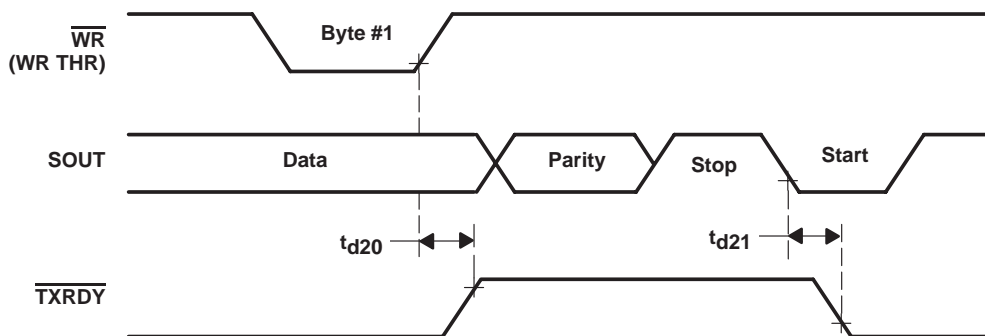 WR
(WR THR)
Byte #1
SOUT
Data
Parity
Stop
Start
td20
td21
TXRDY